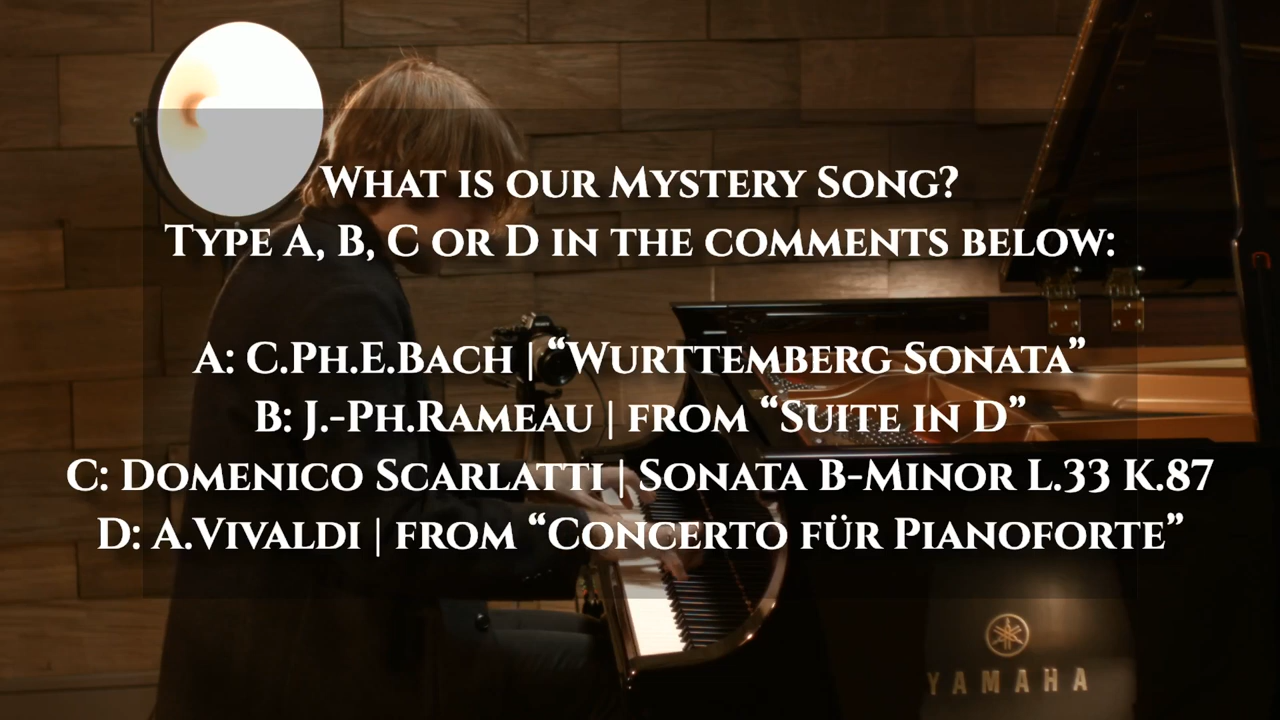 What is our Mystery Song?
Type A, B, C or D in the comments below:
A: C.Ph.E.Bach | “Wurttemberg Sonata”
B: J.-Ph.Rameau | from “Suite in D”
C: Domenico Scarlatti | Sonata B-Minor L.33 K.87
D: A.Vivaldi | from “Concerto für Pianoforte”
YAMAHA